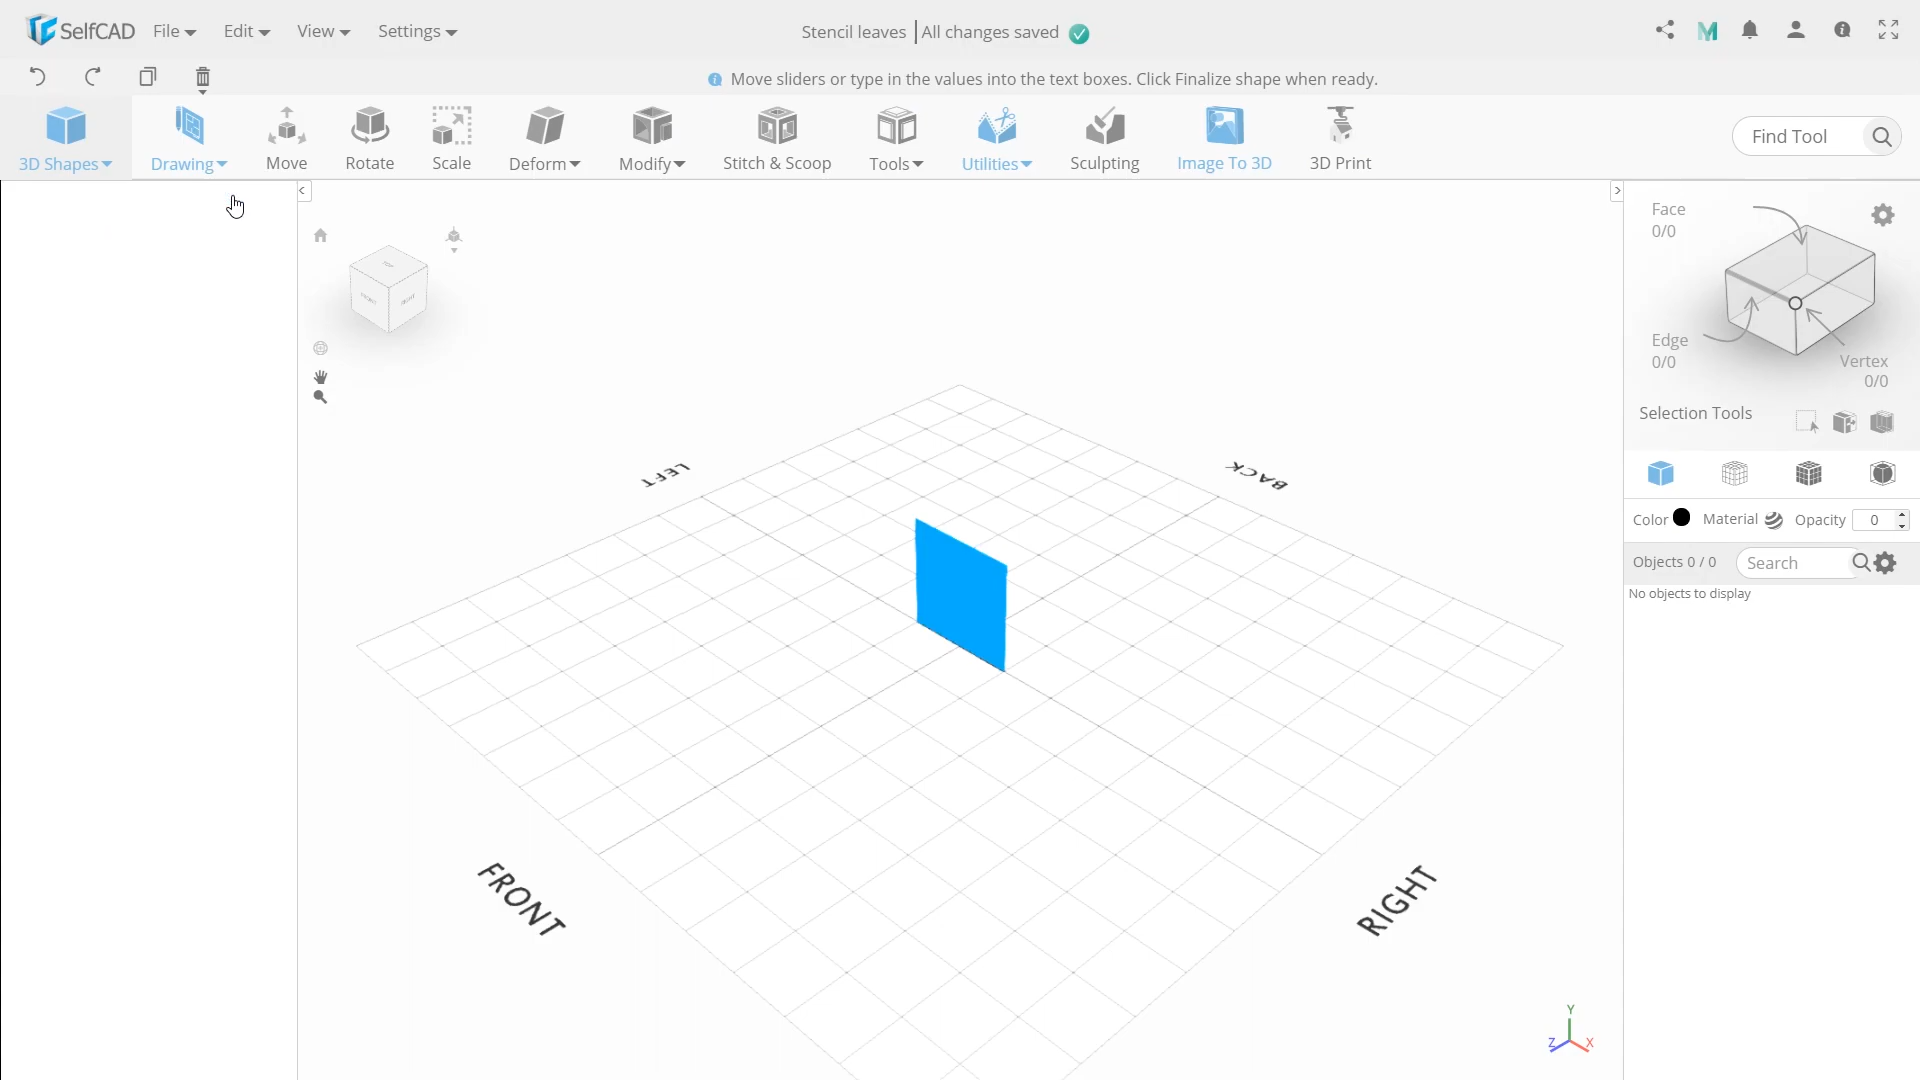 SelfCAD File Edit View Settings Stencil leaves All changes saved
Move sliders or type in the values into the text boxes. Click Finalize shape when ready.
3D Shapes Drawing Move Rotate Scale Deform Modify Stitch & Scoop Tools Utilities Sculpting Image To 3D 3D Print Find Tool
Face
0/0
Edge
0/0
Vertex
0/0
Selection Tools
Color Material Opacity 0
Objects 0 / 0 Search
No objects to display
TOP
FRONT RIGHT
LEFT BACK
FRONT RIGHT
Y
Z X